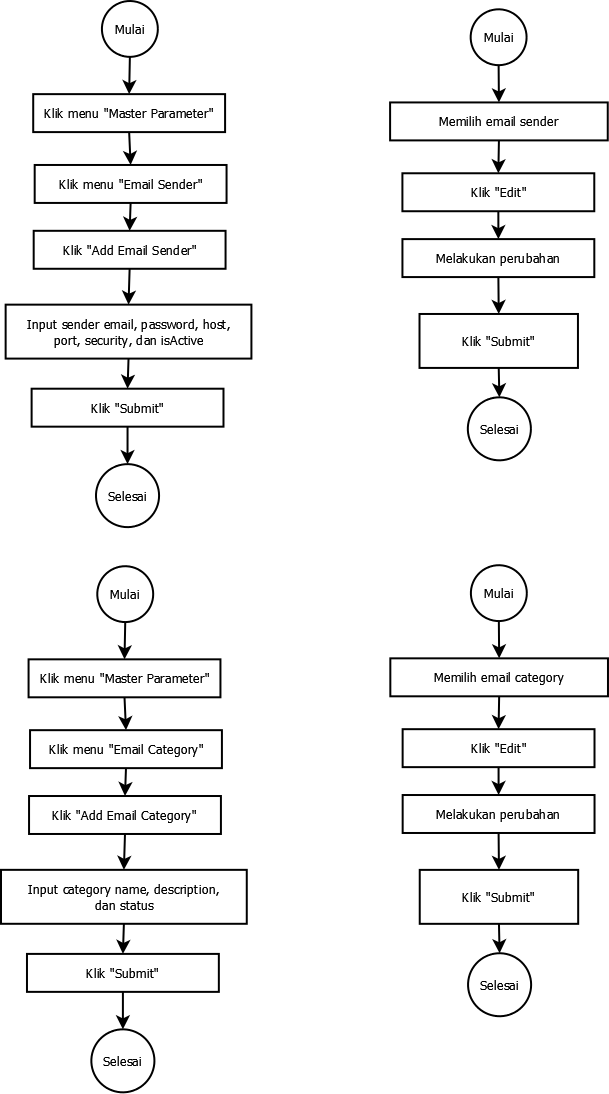 Mulai
Klik menu "Master Parameter"
Klik menu "Email Sender"
Klik "Add Email Sender"
Input sender email, password, host,
port, security, dan isActive
Klik "Submit"
Selesai
Mulai
Memilih email sender
Klik "Edit"
Melakukan perubahan
Klik "Submit"
Selesai
Mulai
Klik menu "Master Parameter"
Klik menu "Email Category"
Klik "Add Email Category"
Input category name, description,
dan status
Klik "Submit"
Selesai
Mulai
Memilih email category
Klik "Edit"
Melakukan perubahan
Klik "Submit"
Selesai